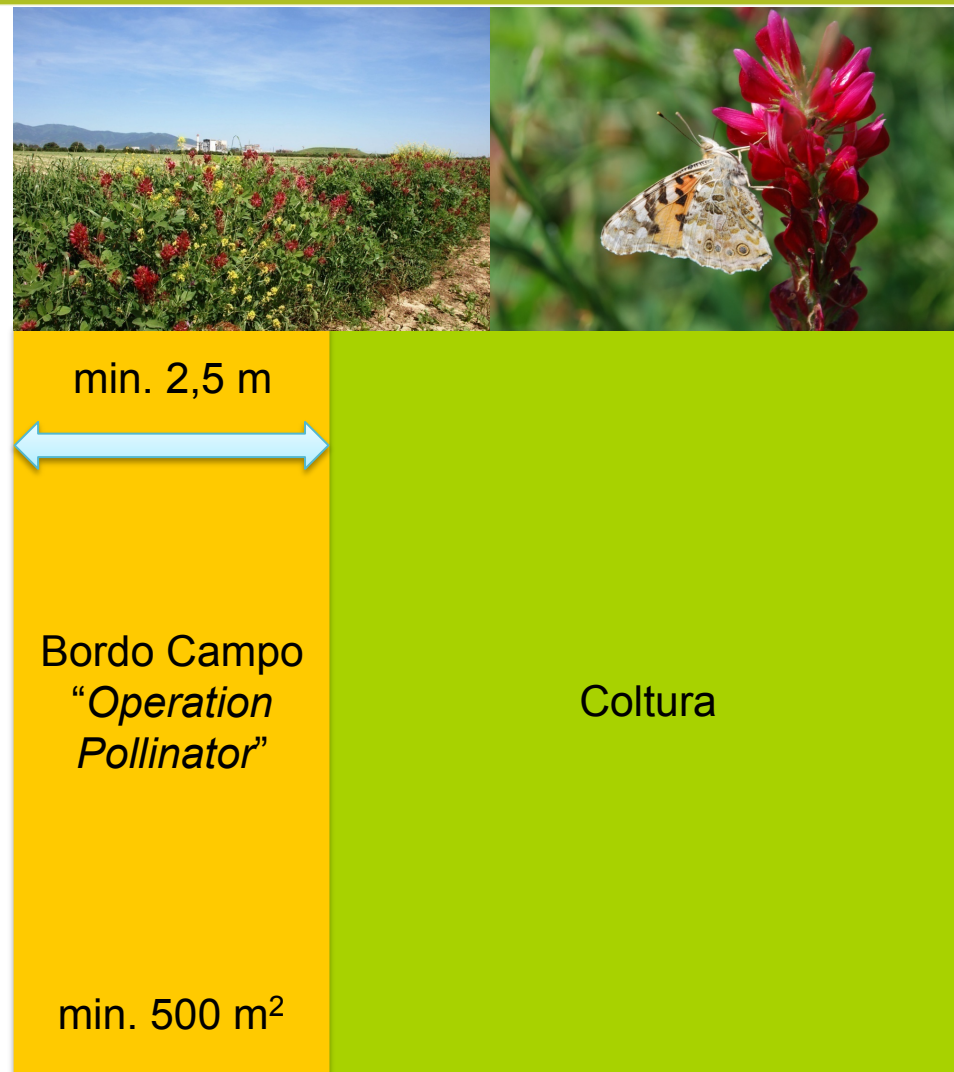 min. 2,5 m
Bordo Campo
“Operation
Pollinator”
Coltura
min. 500 m²